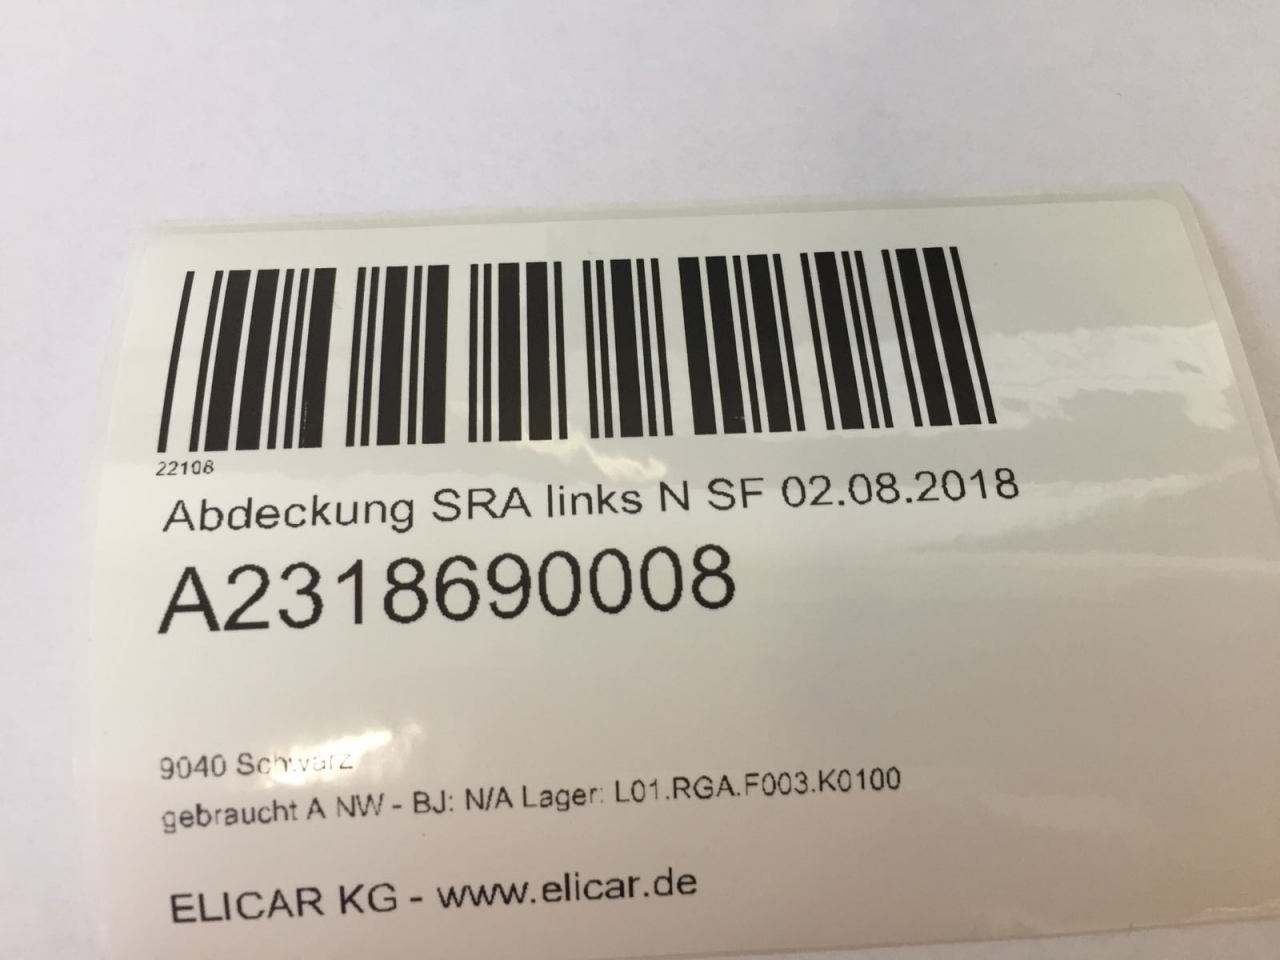 22108
Abdeckung SRA links N SF 02.08.2018
A2318690008
9040 Schwarz
gebraucht A NW - BJ: N/A Lager: L01.RGA.F003.K0100
ELICAR KG - www.elicar.de